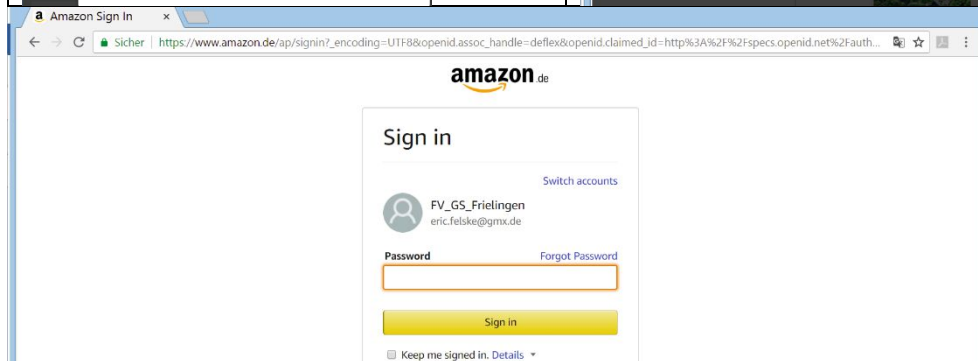 a Amazon Sign In ×
Sicher | https://www.amazon.de/ap/signin?_encoding=UTF8&openid.assoc_handle=deflex&openid.claimed_id=http%3A%2F%2Fspecs.openid.net%2Fauth...
amazon.de
Sign in
Switch accounts
FV_GS_Frielingen
eric.felske@gmx.de
Password Forgot Password
Sign in
Keep me signed in. Details